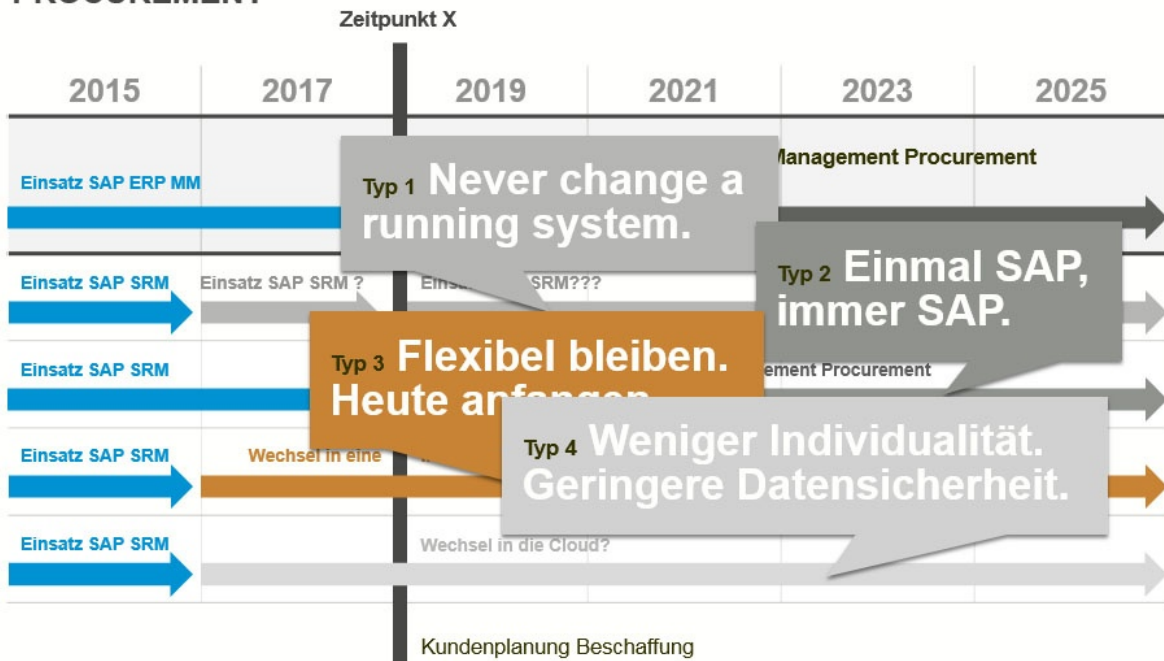 PROCUREMENT
Zeitpunkt X
2015 2017 2019 2021 2023 2025
Management Procurement
Einsatz SAP ERP MM
Typ 1 Never change a
running system.
Einsatz SAP SRM Einsatz SAP SRM ? SRM???
Typ 2 Einmal SAP,
immer SAP.
Typ 3 Flexibel bleiben.
Heute anfangen
Einsatz SAP SRM Procurement
Einsatz SAP SRM Wechsel in eine
Typ 4 Weniger Individualität.
Geringere Datensicherheit.
Einsatz SAP SRM Wechsel in die Cloud?
Kundenplanung Beschaffung